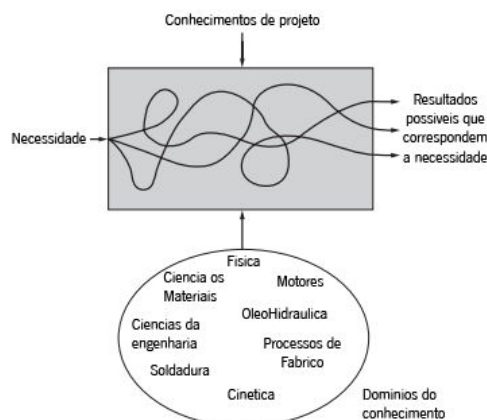 Conhecimentos de projeto
Necessidade
Resultados
possiveis que
correspondem
a necessidade
Fisica
Ciencia os
Materiais
Motores
OleoHidraulica
Ciencias da
engenharia
Processos de
Fabrico
Soldadura
Cinetica
Dominios do
conhecimento